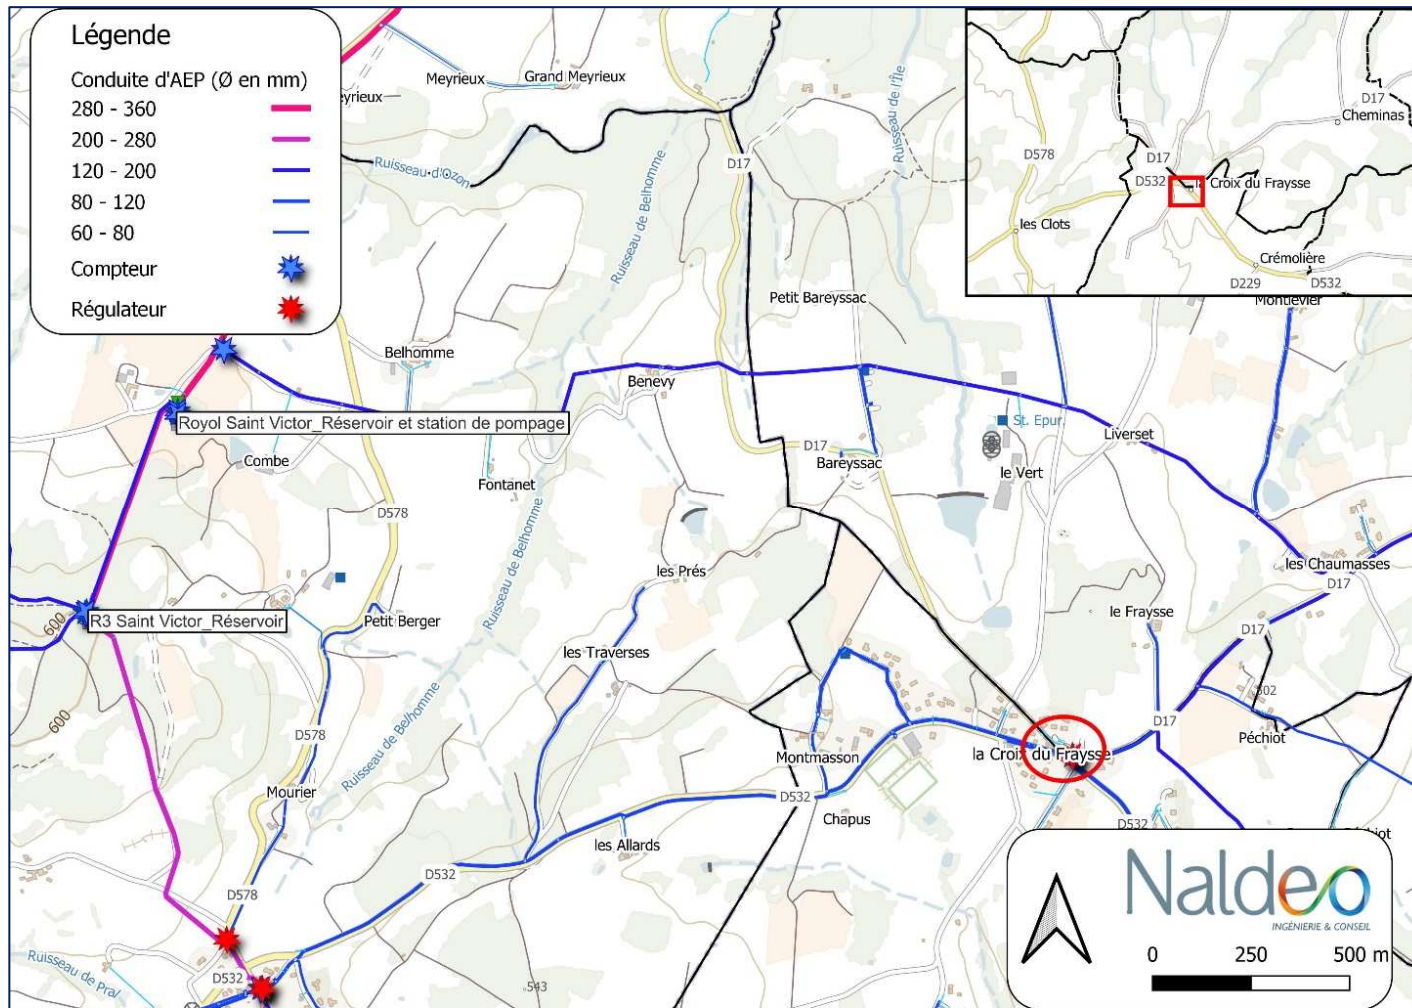 Légende
Conduite d'AEP (Ø en mm)
280 - 360
200 - 280
120 - 200
80 - 120
60 - 80
Compteur
Régulateur
Meyrieux
Grand Meyrieux
eyrieux
Ruisseau d'Ozon
Ruisseau de Belhomme
D17
Ruisseau de l'Île
D17
Cheminas
D578
D17
D532
la Croix du Fraysse
les Clots
Crémolière
D229
D532
Montlevier
Petit Bareyssac
Belhomme
Benevy
Royol Saint Victor_Réservoir et station de pompage
St. Epur.
Liverset
Combe
D17
Bareyssac
le Vert
Fontanet
D578
Ruisseau de Belhomme
les Prés
les Chaumasses
D17
600
R3 Saint Victor_Réservoir
Petit Berger
le Fraysse
D17
les Traverses
600
Ruisseau de Belhomme
502
D578
D17
Péchiot
Montmasson
la Croix du Fraysse
Mourier
D532
Chapus
D532
les Allards
D532
D578
Naldeo
INGÉNIERIE & CONSEIL
0 250 500 m
Ruisseau de Pral
D532
543